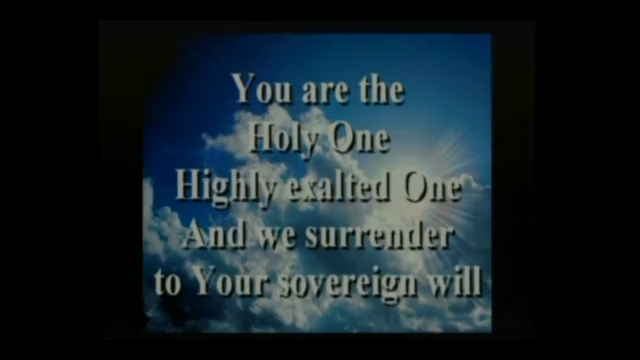 You are the
Holy One
Highly exalted One
And we surrender
to Your sovereign will